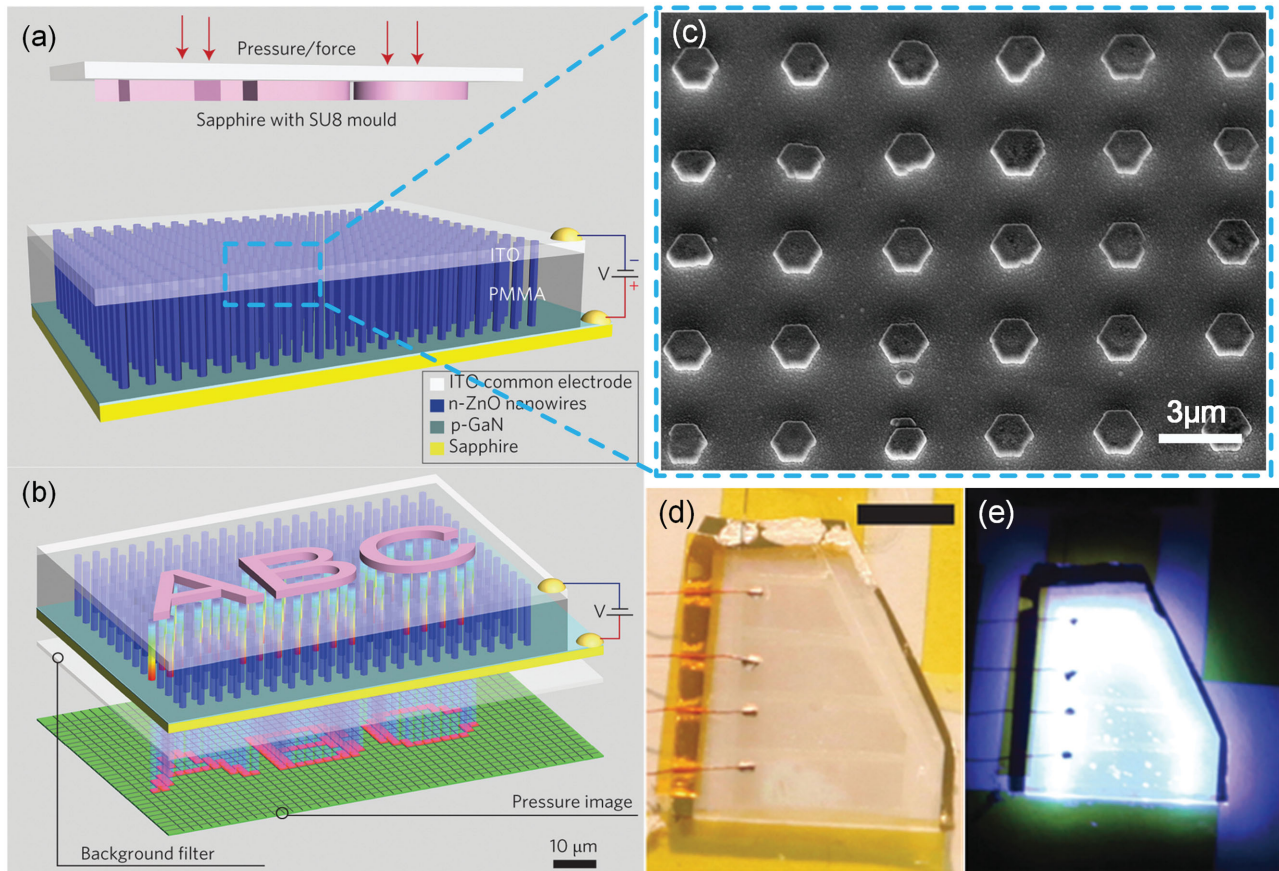 (a)
Pressure/force
Sapphire with SU8 mould
ITO
PMMA
V
−
+
ITO common electrode
n-ZnO nanowires
p-GaN
Sapphire
(b)
ABC
V
ABC
Pressure image
Background filter
10 μm
(c)
3μm
(d)
(e)